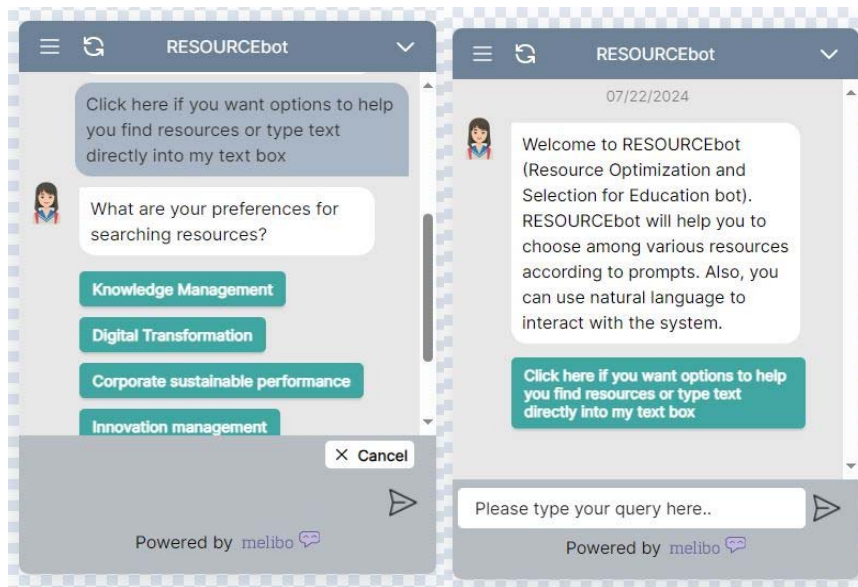 RESOURCEbot
Click here if you want options to help
you find resources or type text
directly into my text box
What are your preferences for
searching resources?
Knowledge Management
Digital Transformation
Corporate sustainable performance
Innovation management
Cancel
Powered by melibo
RESOURCEbot
07/22/2024
Welcome to RESOURCEbot
(Resource Optimization and
Selection for Education bot).
RESOURCEbot will help you to
choose among various resources
according to prompts. Also, you
can use natural language to
interact with the system.
Click here if you want options to help
you find resources or type text
directly into my text box
Please type your query here..
Powered by melibo